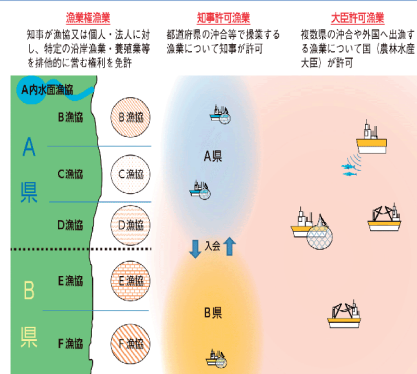 漁業権漁業
知事が漁協又は個人・法人に対
し、特定の沿岸漁業・養殖業等
を排他的に営む権利を免許
知事許可漁業
都道府県の沖合等で操業する
漁業について知事が許可
大臣許可漁業
複数県の沖合や外国へ出漁す
る漁業について国（農林水産
大臣）が許可
A内水面漁協
A県
B漁協
B漁協
C漁協
C漁協
D漁協
D漁協
A県
入会
B県
E漁協
E漁協
F漁協
F漁協
B県